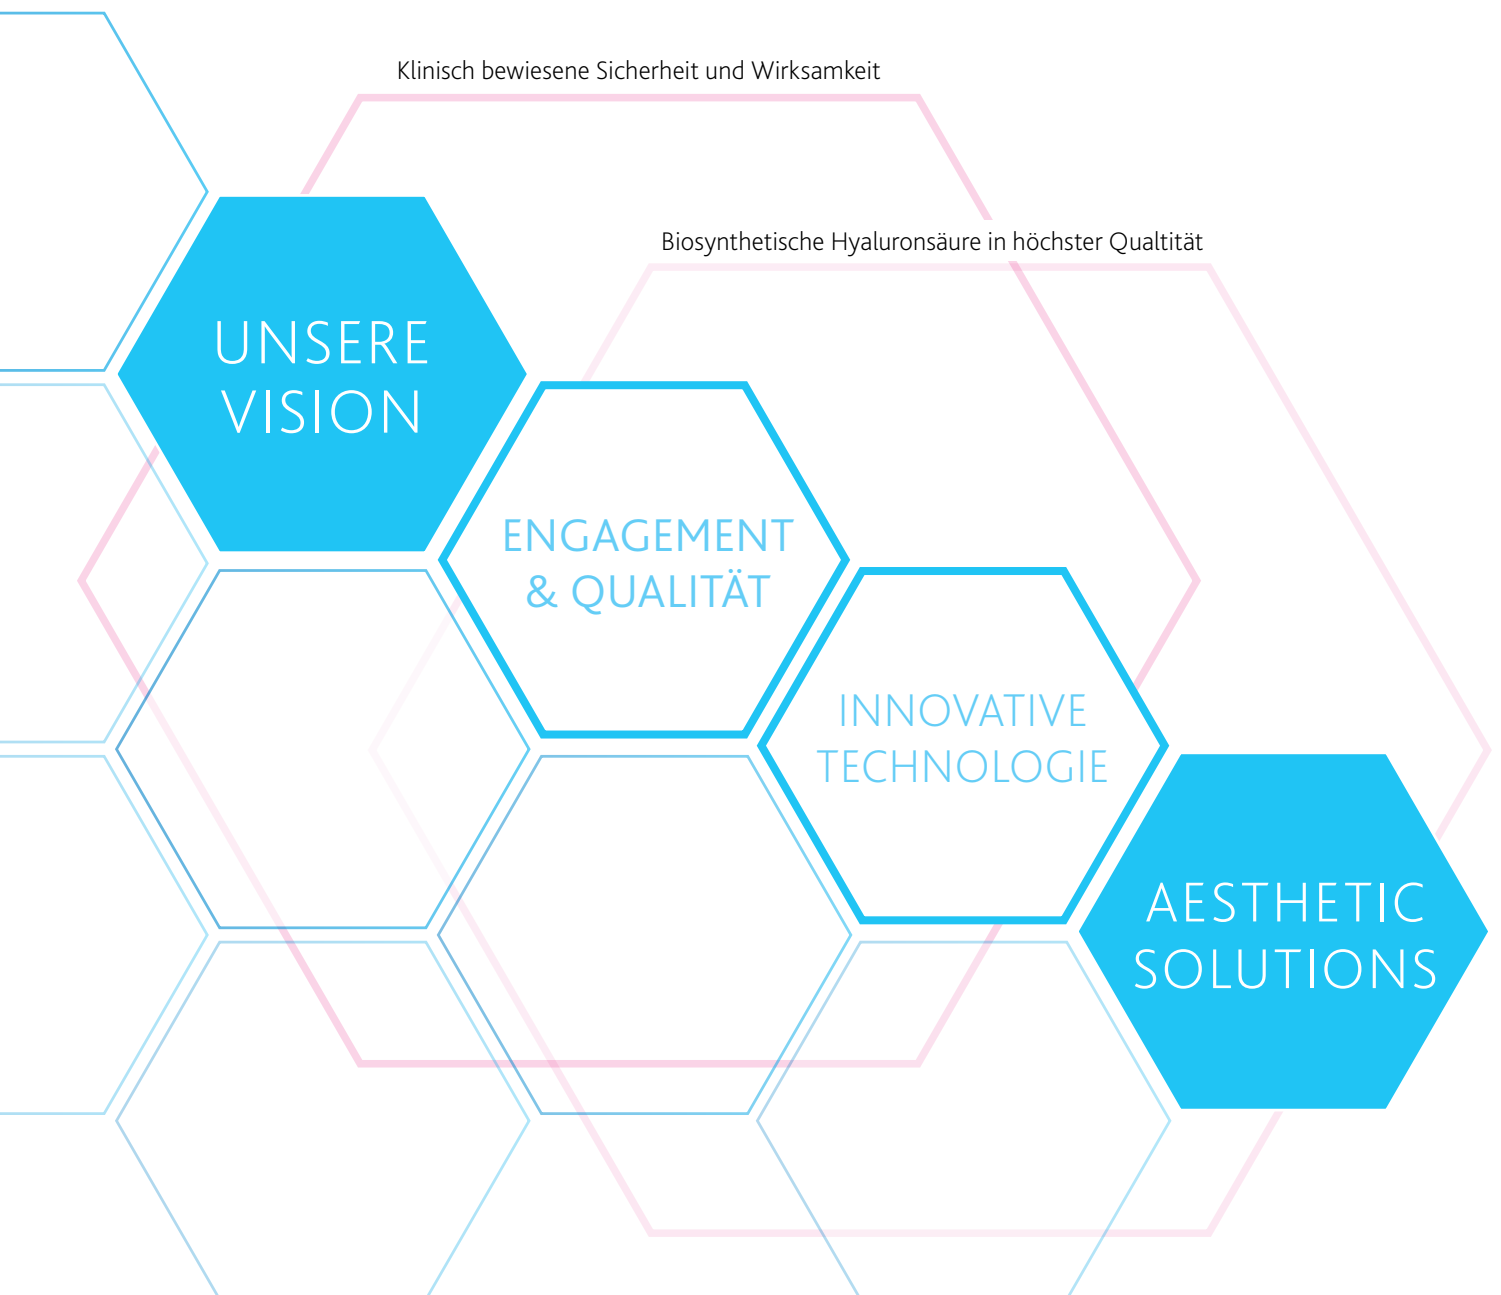 Klinisch bewiesene Sicherheit und Wirksamkeit
Biosynthetische Hyaluronsäure in höchster Qualtität
UNSERE
VISION
ENGAGEMENT
& QUALITÄT
INNOVATIVE
TECHNOLOGIE
AESTHETIC
SOLUTIONS